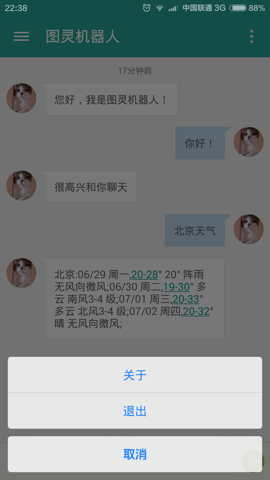 22:38
中国联通 3G
88%
图灵机器人
17分钟前
您好，我是图灵机器人！
你好！
很高兴和你聊天
北京天气
北京:06/29 周一,20-28° 20° 阵雨
无风向微风;06/30 周二,19-30° 多
云 南风3-4 级;07/01 周三,20-33°
多云 北风3-4 级;07/02 周四,20-32°
晴 无风向微风;
关于
退出
取消